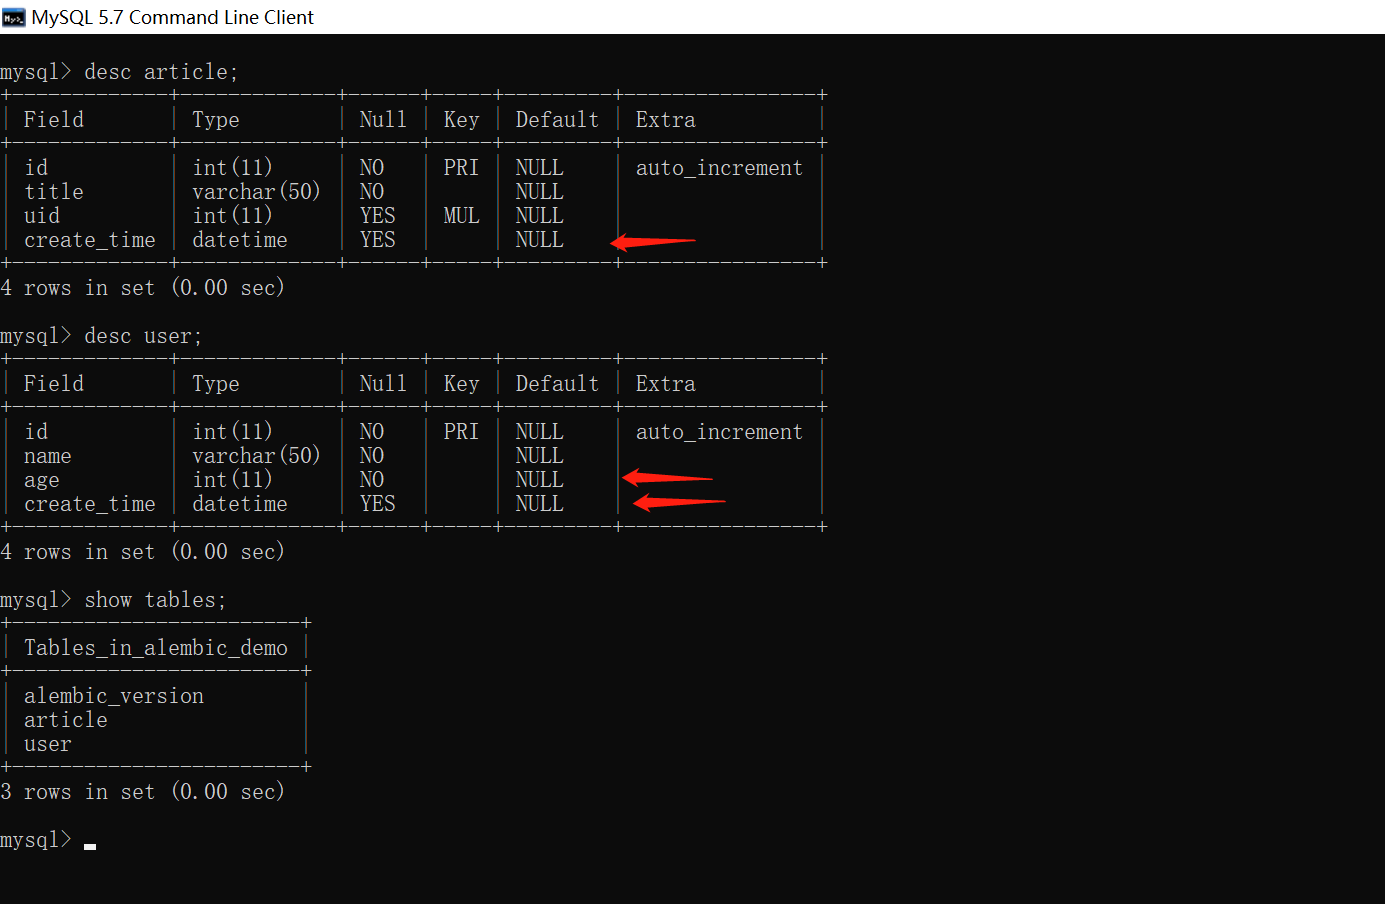 MySQL 5.7 Command Line Client
mysql> desc article;
+-------------+-------------+------+-----+---------+----------------+
| Field       | Type        | Null | Key | Default | Extra          |
+-------------+-------------+------+-----+---------+----------------+
| id          | int(11)     | NO   | PRI | NULL    | auto_increment |
| title       | varchar(50) | NO   |     | NULL    |                |
| uid         | int(11)     | YES  | MUL | NULL    |                |
| create_time | datetime    | YES  |     | NULL    |                |
+-------------+-------------+------+-----+---------+----------------+
4 rows in set (0.00 sec)
mysql> desc user;
+-------------+-------------+------+-----+---------+----------------+
| Field       | Type        | Null | Key | Default | Extra          |
+-------------+-------------+------+-----+---------+----------------+
| id          | int(11)     | NO   | PRI | NULL    | auto_increment |
| name        | varchar(50) | NO   |     | NULL    |                |
| age         | int(11)     | NO   |     | NULL    |                |
| create_time | datetime    | YES  |     | NULL    |                |
+-------------+-------------+------+-----+---------+----------------+
4 rows in set (0.00 sec)
mysql> show tables;
+------------------------+
| Tables_in_alembic_demo |
+------------------------+
| alembic_version        |
| article                |
| user                   |
+------------------------+
3 rows in set (0.00 sec)
mysql>